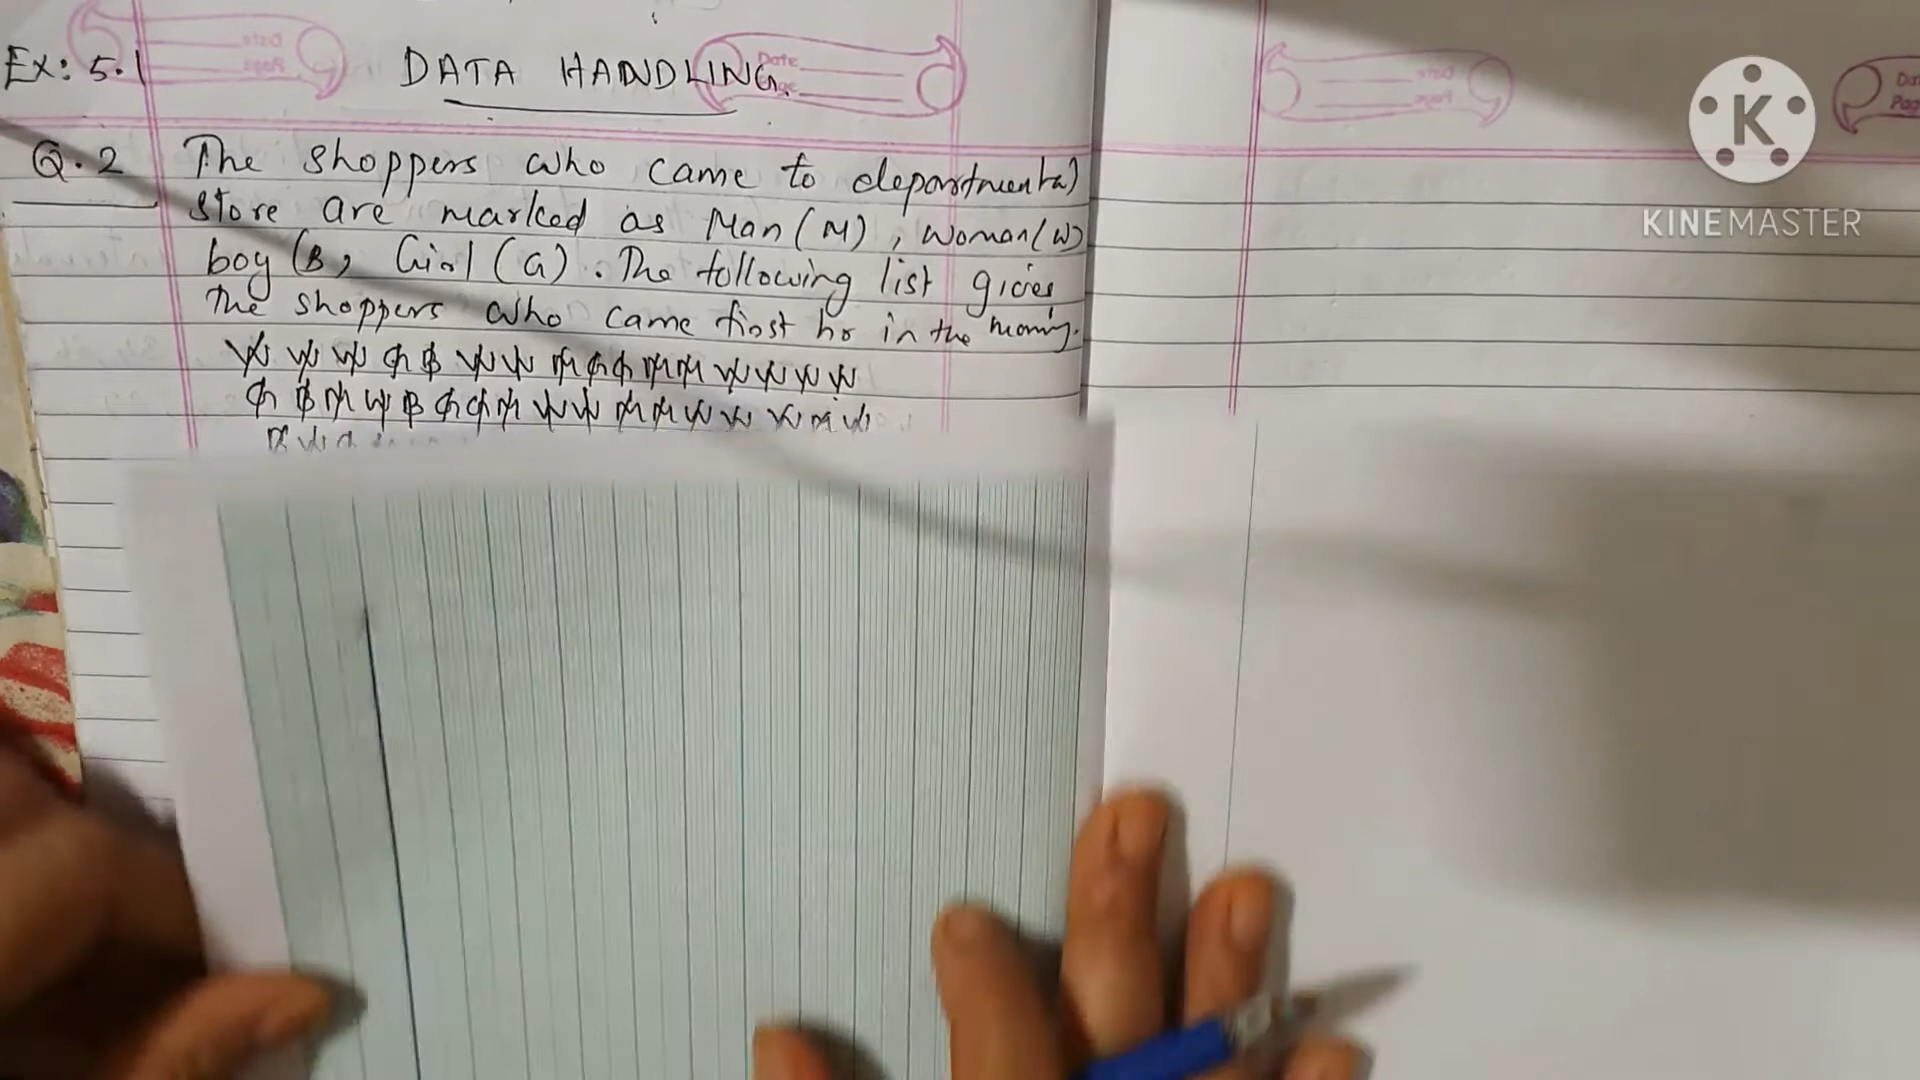 Ex: 5.1 DATA HANDLING.
Date
Q.2 The shoppers who came to departmental
store are marked as Man (M), Woman (W)
boy (B, Girl (G). The following list gives
the shoppers who came first hr in the morning.
W W W G B W W M G G M M W W W W
G B M W B G G M W W M M W W W M W
KINEMASTER